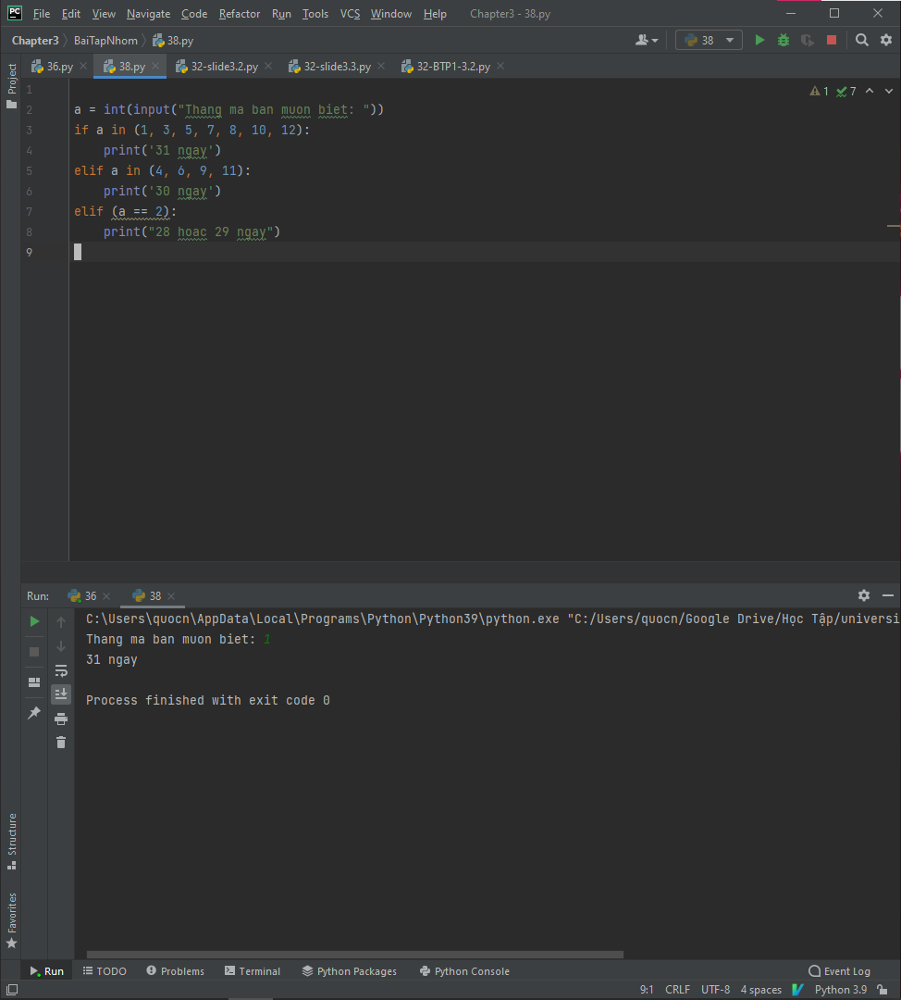 PC File Edit View Navigate Code Refactor Run Tools VCS Window Help Chapter3 - 38.py
Chapter3 BaiTapNhom 38.py 38
Project
36.py 38.py 32-slide3.2.py 32-slide3.3.py 32-BTP1-3.2.py
1 7
1
2 a = int(input("Thang ma ban muon biet: "))
3 if a in (1, 3, 5, 7, 8, 10, 12):
4 print('31 ngay')
5 elif a in (4, 6, 9, 11):
6 print('30 ngay')
7 elif (a == 2):
8 print("28 hoac 29 ngay")
9
Run: 36 38
C:\Users\quocn\AppData\Local\Programs\Python\Python39\python.exe "C:/Users/quocn/Google Drive/Học Tập/universi
Thang ma ban muon biet: 1
31 ngay
Process finished with exit code 0
Structure
Favorites
Run TODO Problems Terminal Python Packages Python Console Event Log
9:1 CRLF UTF-8 4 spaces Python 3.9